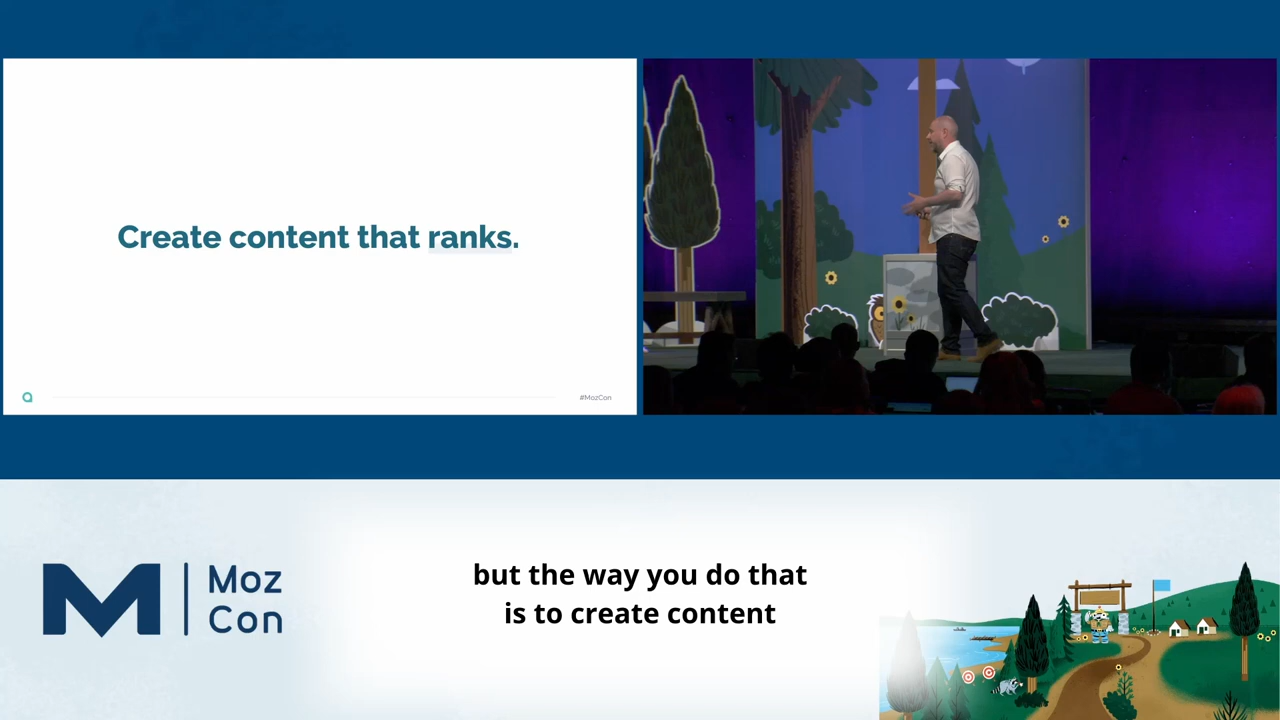 Create content that ranks.
#MozCon
M | Moz
Con
but the way you do that
is to create content